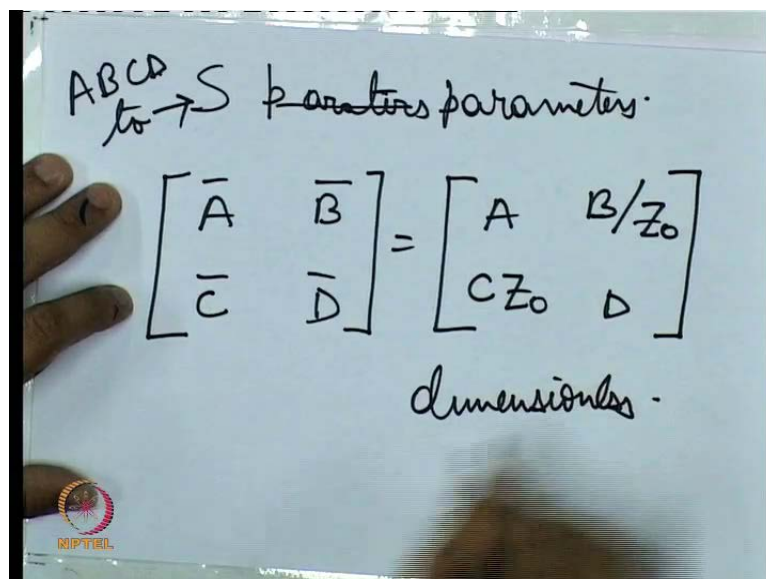 ABCD to → S p̶a̶r̶a̶t̶i̶r̶s̶ parameters.
[ A̅ B̅ ] = [ A B/Z₀ ]
[ C̅ D̅ ] [ CZ₀ D ]
dimensionless.
NPTEL